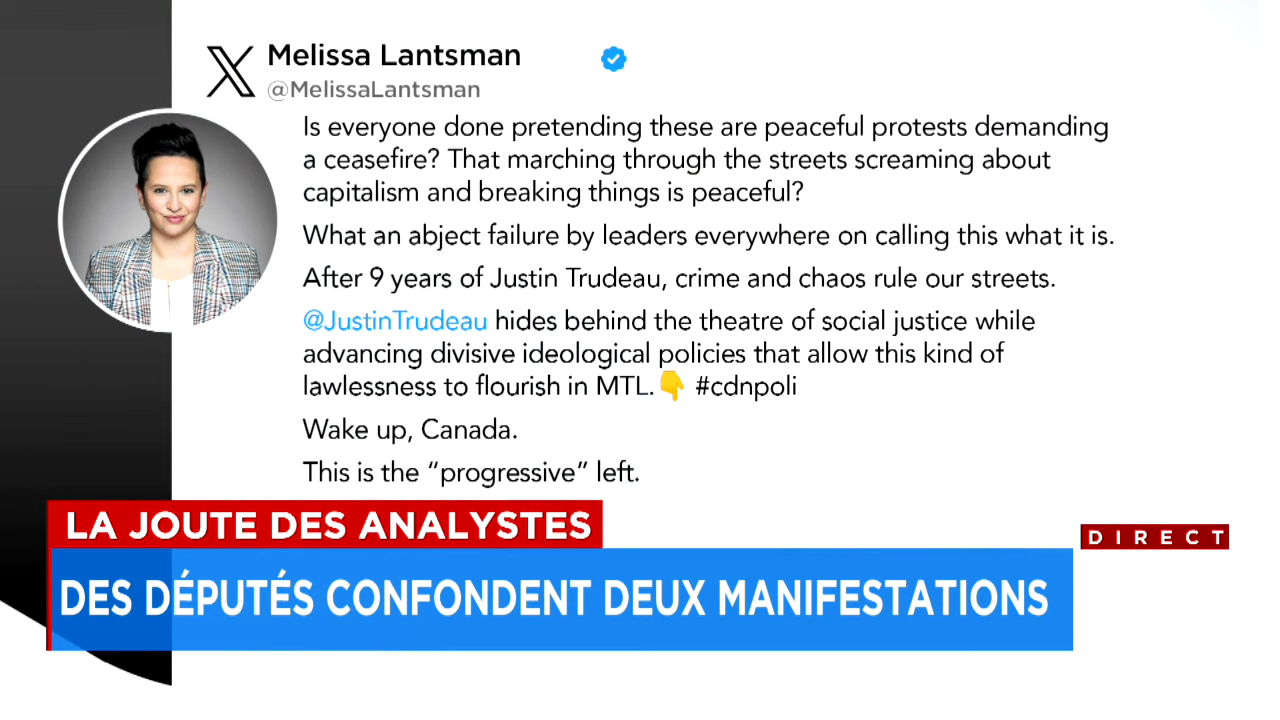 Melissa Lantsman
@MelissaLantsman
Is everyone done pretending these are peaceful protests demanding
a ceasefire? That marching through the streets screaming about
capitalism and breaking things is peaceful?
What an abject failure by leaders everywhere on calling this what it is.
After 9 years of Justin Trudeau, crime and chaos rule our streets.
@JustinTrudeau hides behind the theatre of social justice while
advancing divisive ideological policies that allow this kind of
lawlessness to flourish in MTL.👇 #cdnpoli
Wake up, Canada.
This is the “progressive” left.
LA JOUTE DES ANALYSTES
DIRECT
DES DÉPUTÉS CONFONDENT DEUX MANIFESTATIONS